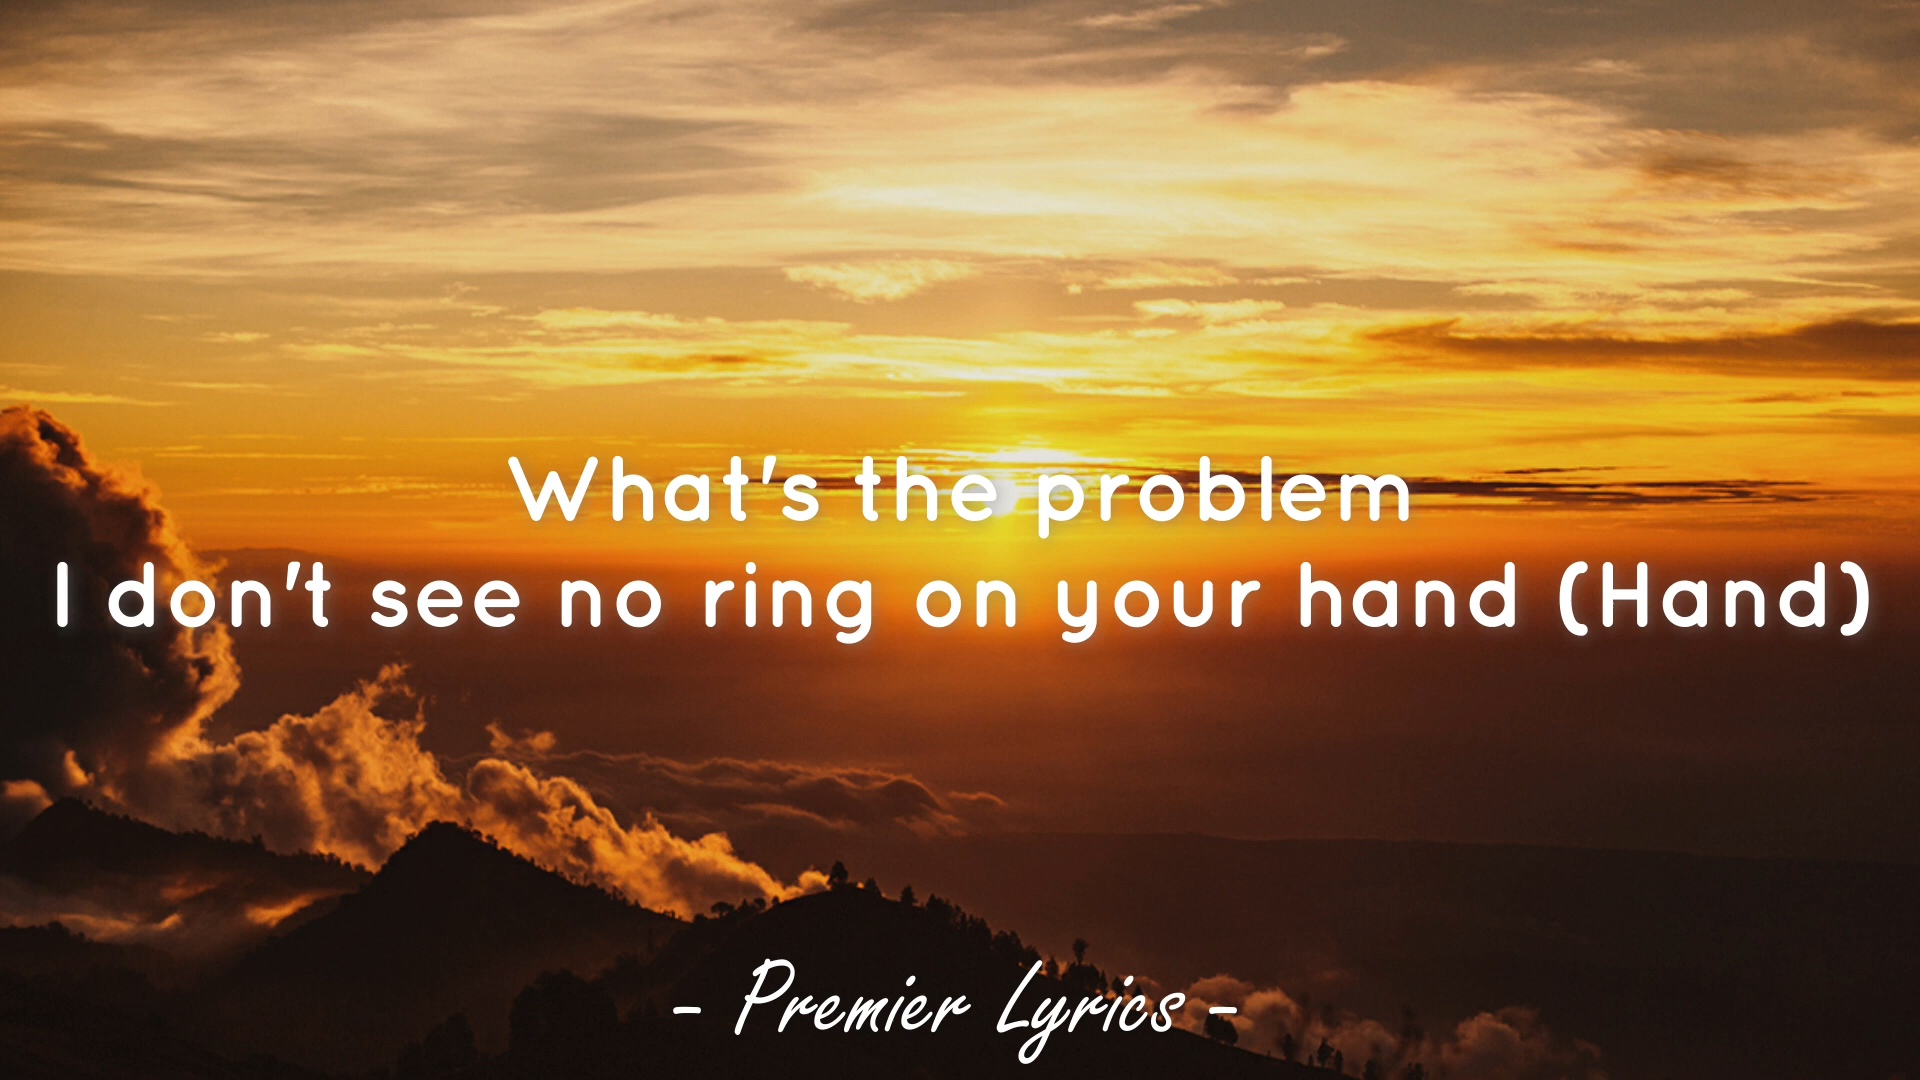 What's the problem
I don't see no ring on your hand (Hand)
- Premier Lyrics -